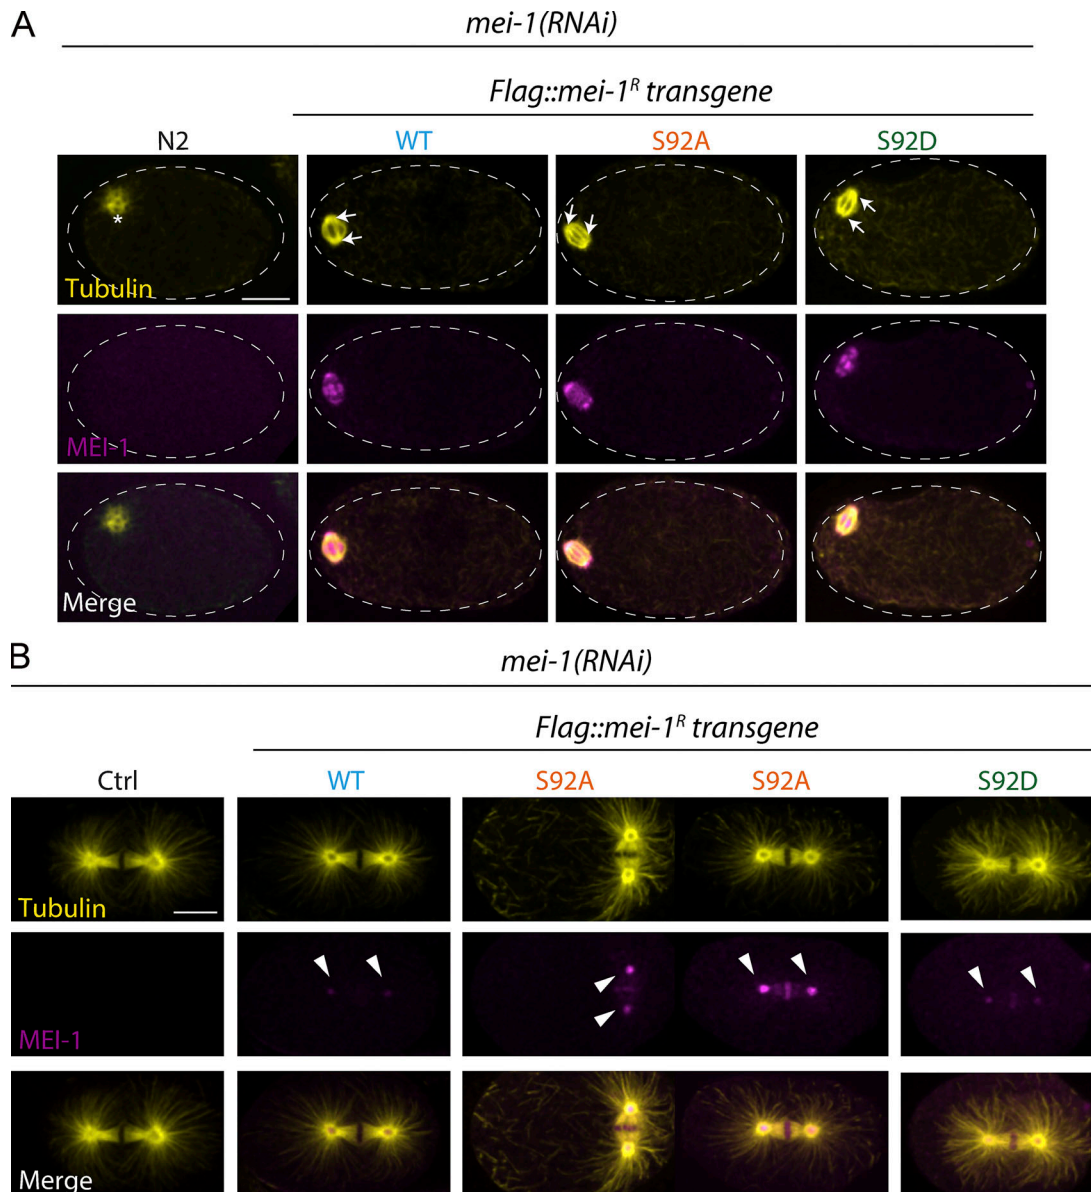 A
mei-1(RNAi)
Flag::mei-1ᴿ transgene
N2 WT S92A S92D
*
Tubulin
MEI-1
Merge
B
mei-1(RNAi)
Flag::mei-1ᴿ transgene
Ctrl WT S92A S92A S92D
Tubulin
MEI-1
Merge